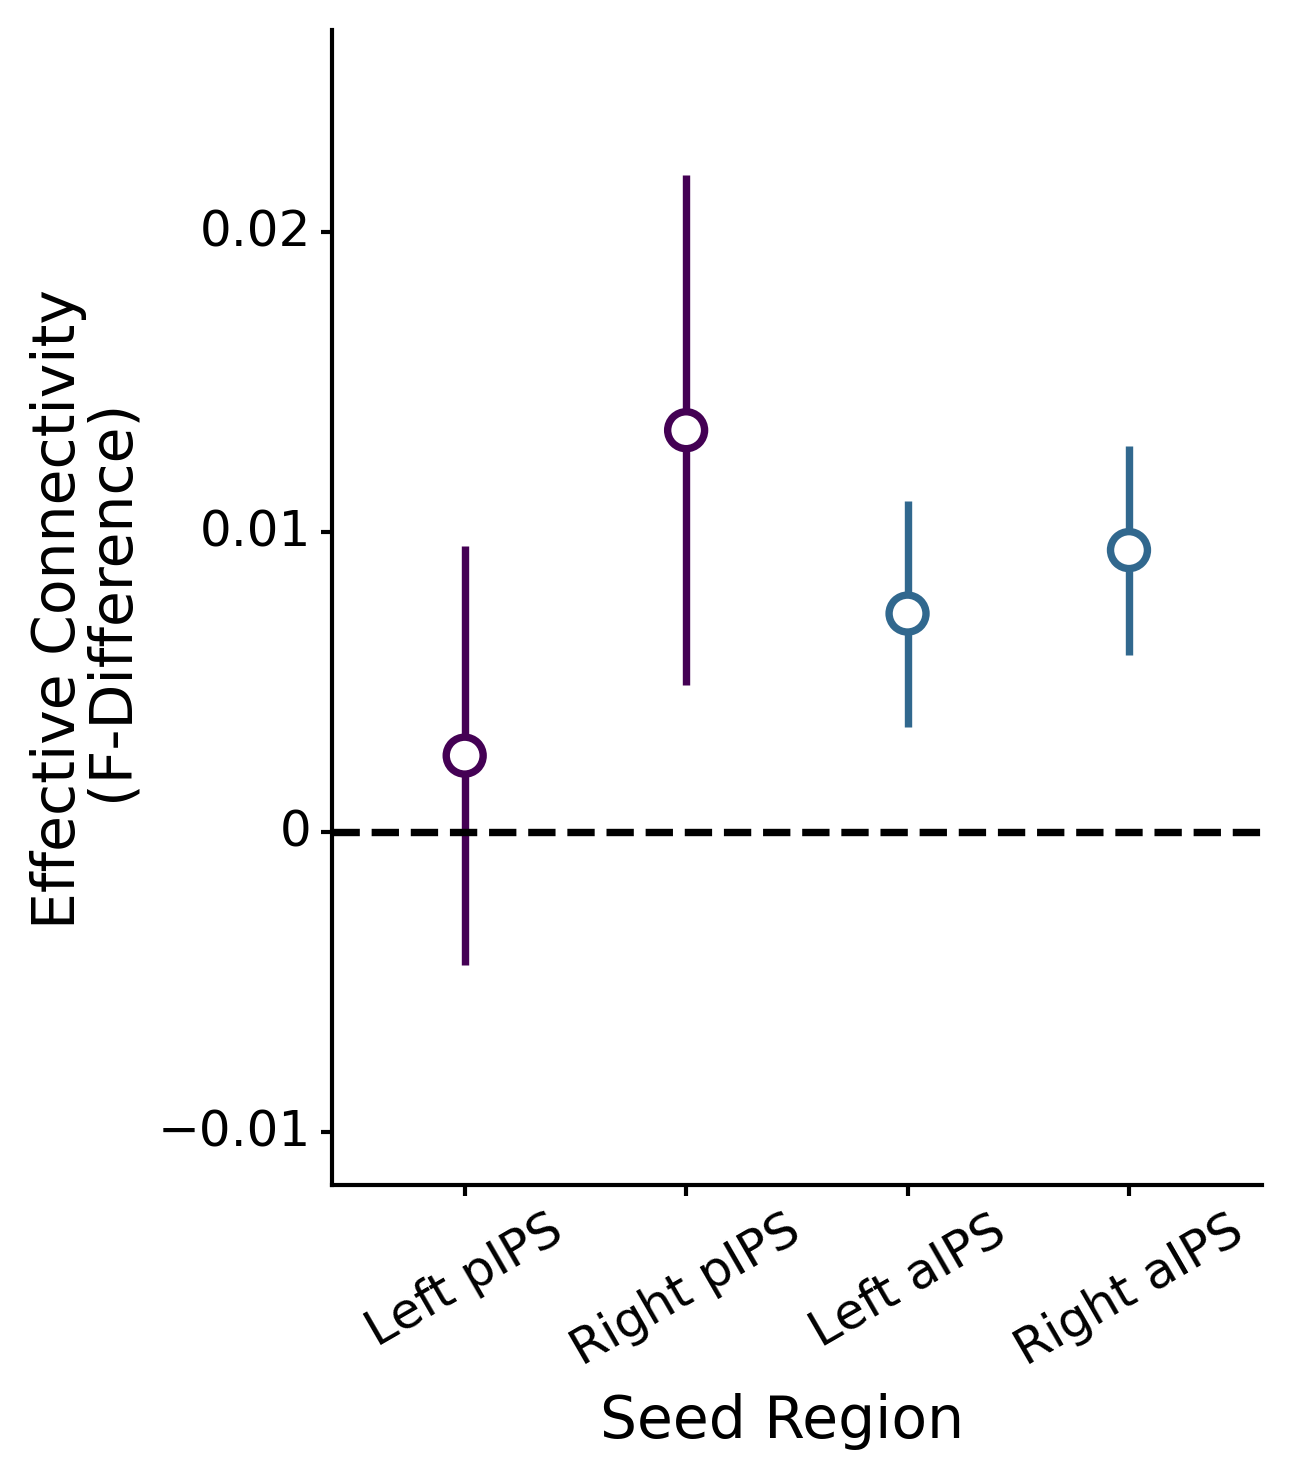 Effective Connectivity
(F-Difference)
0.02
0.01
0
−0.01
Left pIPS
Right pIPS
Left aIPS
Right aIPS
Seed Region